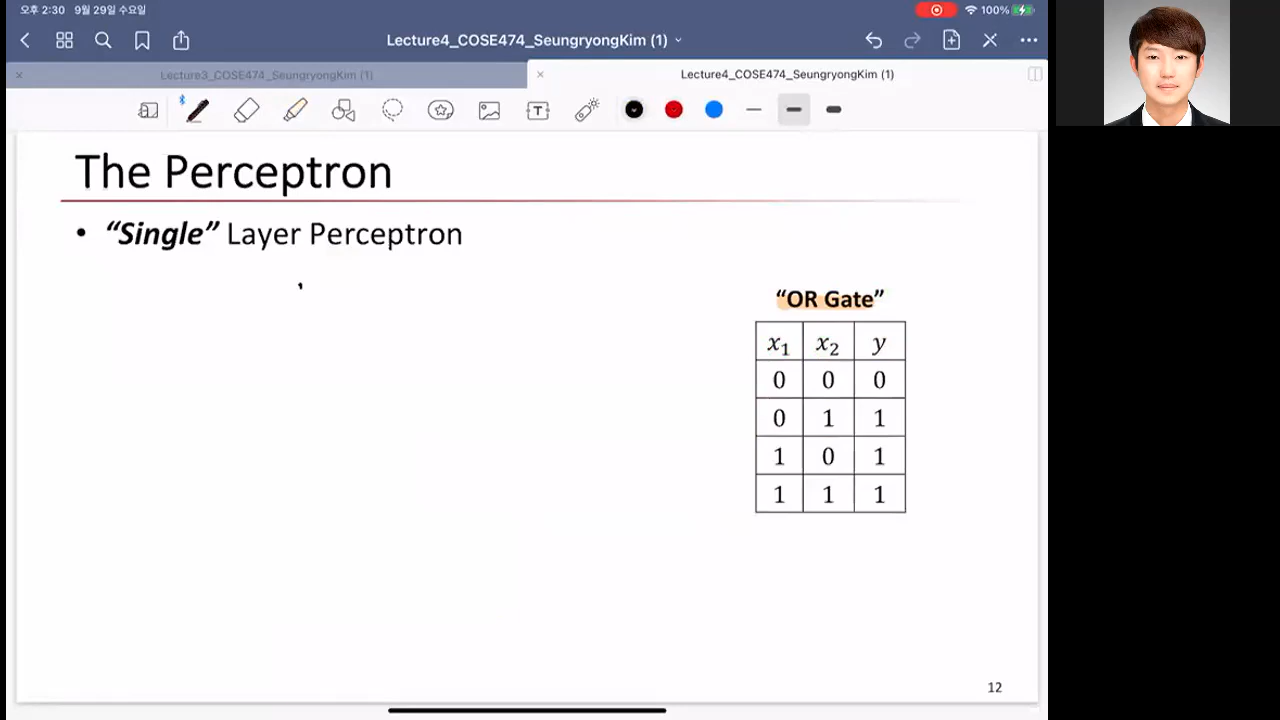 오후 2:30 9월 29일 수요일
100%
Lecture4_COSE474_SeungryongKim (1)
Lecture3_COSE474_SeungryongKim (1)
Lecture4_COSE474_SeungryongKim (1)
The Perceptron
• “Single” Layer Perceptron
“OR Gate”
x₁ x₂ y
0 0 0
0 1 1
1 0 1
1 1 1
12